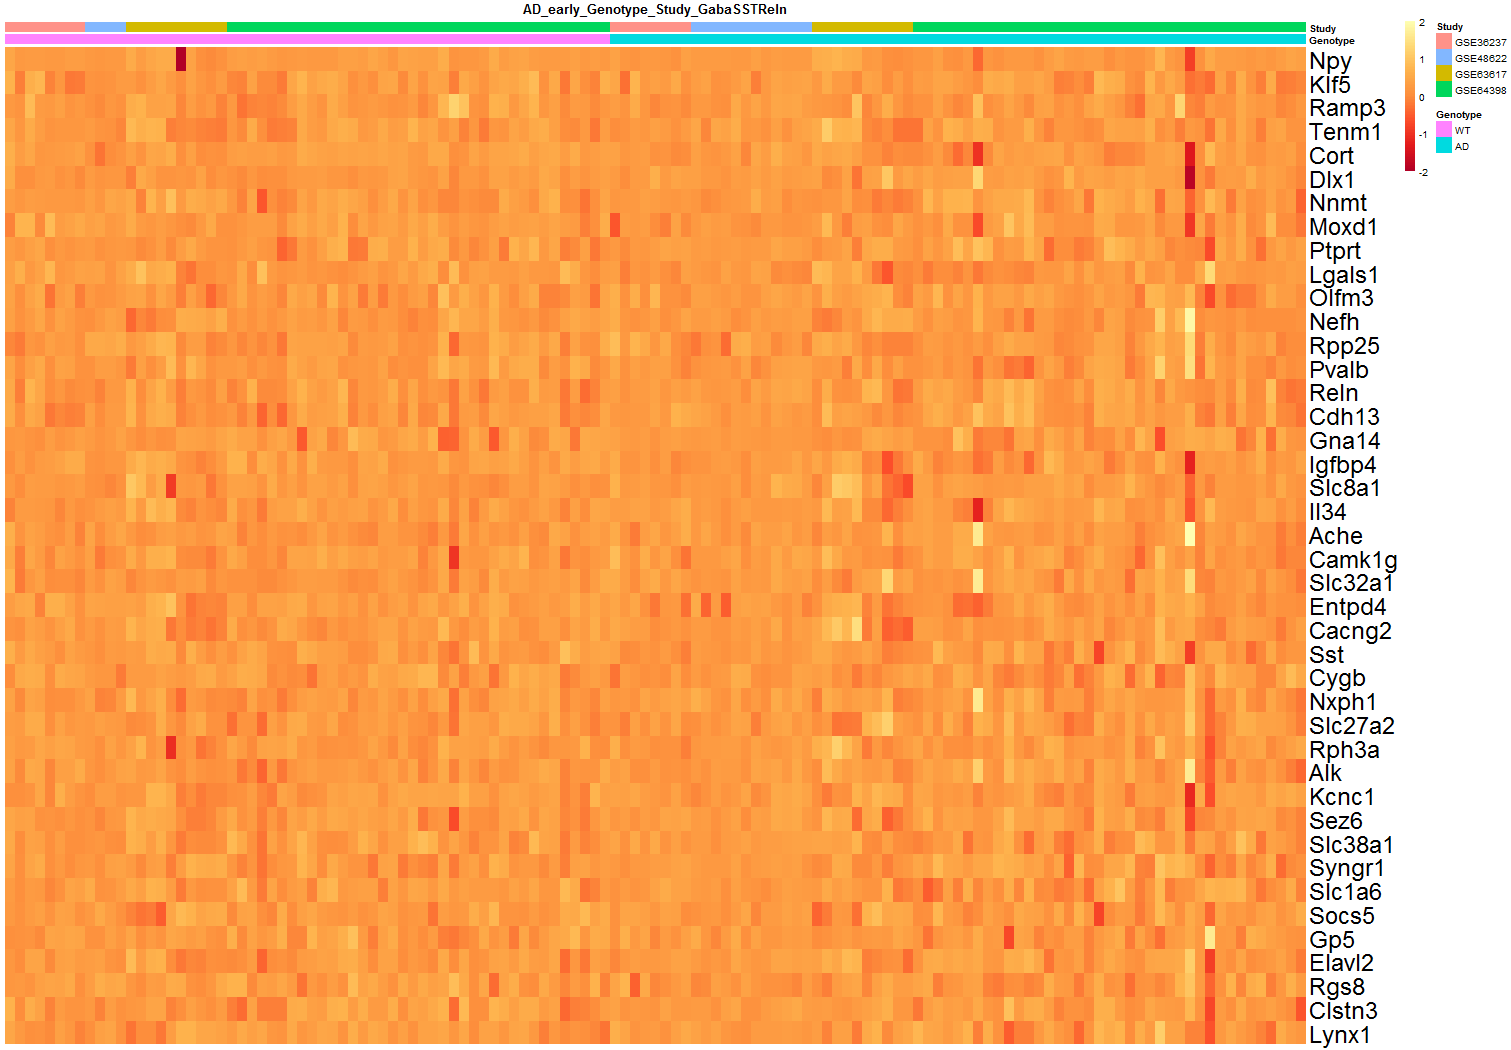 AD_early_Genotype_Study_GabaSSTReln
Study
Genotype
Npy
Klf5
Ramp3
Tenm1
Cort
Dlx1
Nnmt
Moxd1
Ptprt
Lgals1
Olfm3
Nefh
Rpp25
Pvalb
Reln
Cdh13
Gna14
Igfbp4
Slc8a1
Il34
Ache
Camk1g
Slc32a1
Entpd4
Cacng2
Sst
Cygb
Nxph1
Slc27a2
Rph3a
Alk
Kcnc1
Sez6
Slc38a1
Syngr1
Slc1a6
Socs5
Gp5
Elavl2
Rgs8
Clstn3
Lynx1
2
1
0
-1
-2
Study
GSE36237
GSE48622
GSE63617
GSE64398
Genotype
WT
AD